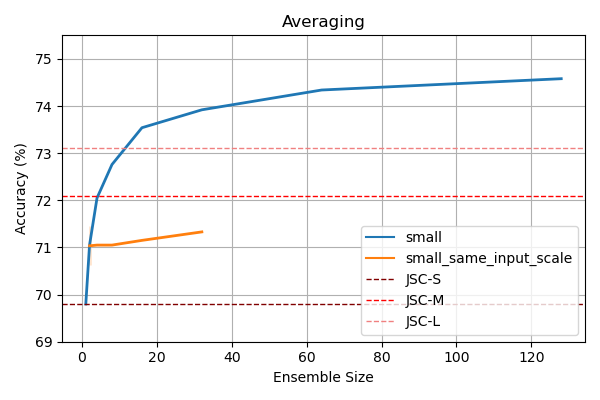 Averaging
Accuracy (%)
75
74
73
72
71
70
69
small
small_same_input_scale
JSC-S
JSC-M
JSC-L
0 20 40 60 80 100 120
Ensemble Size